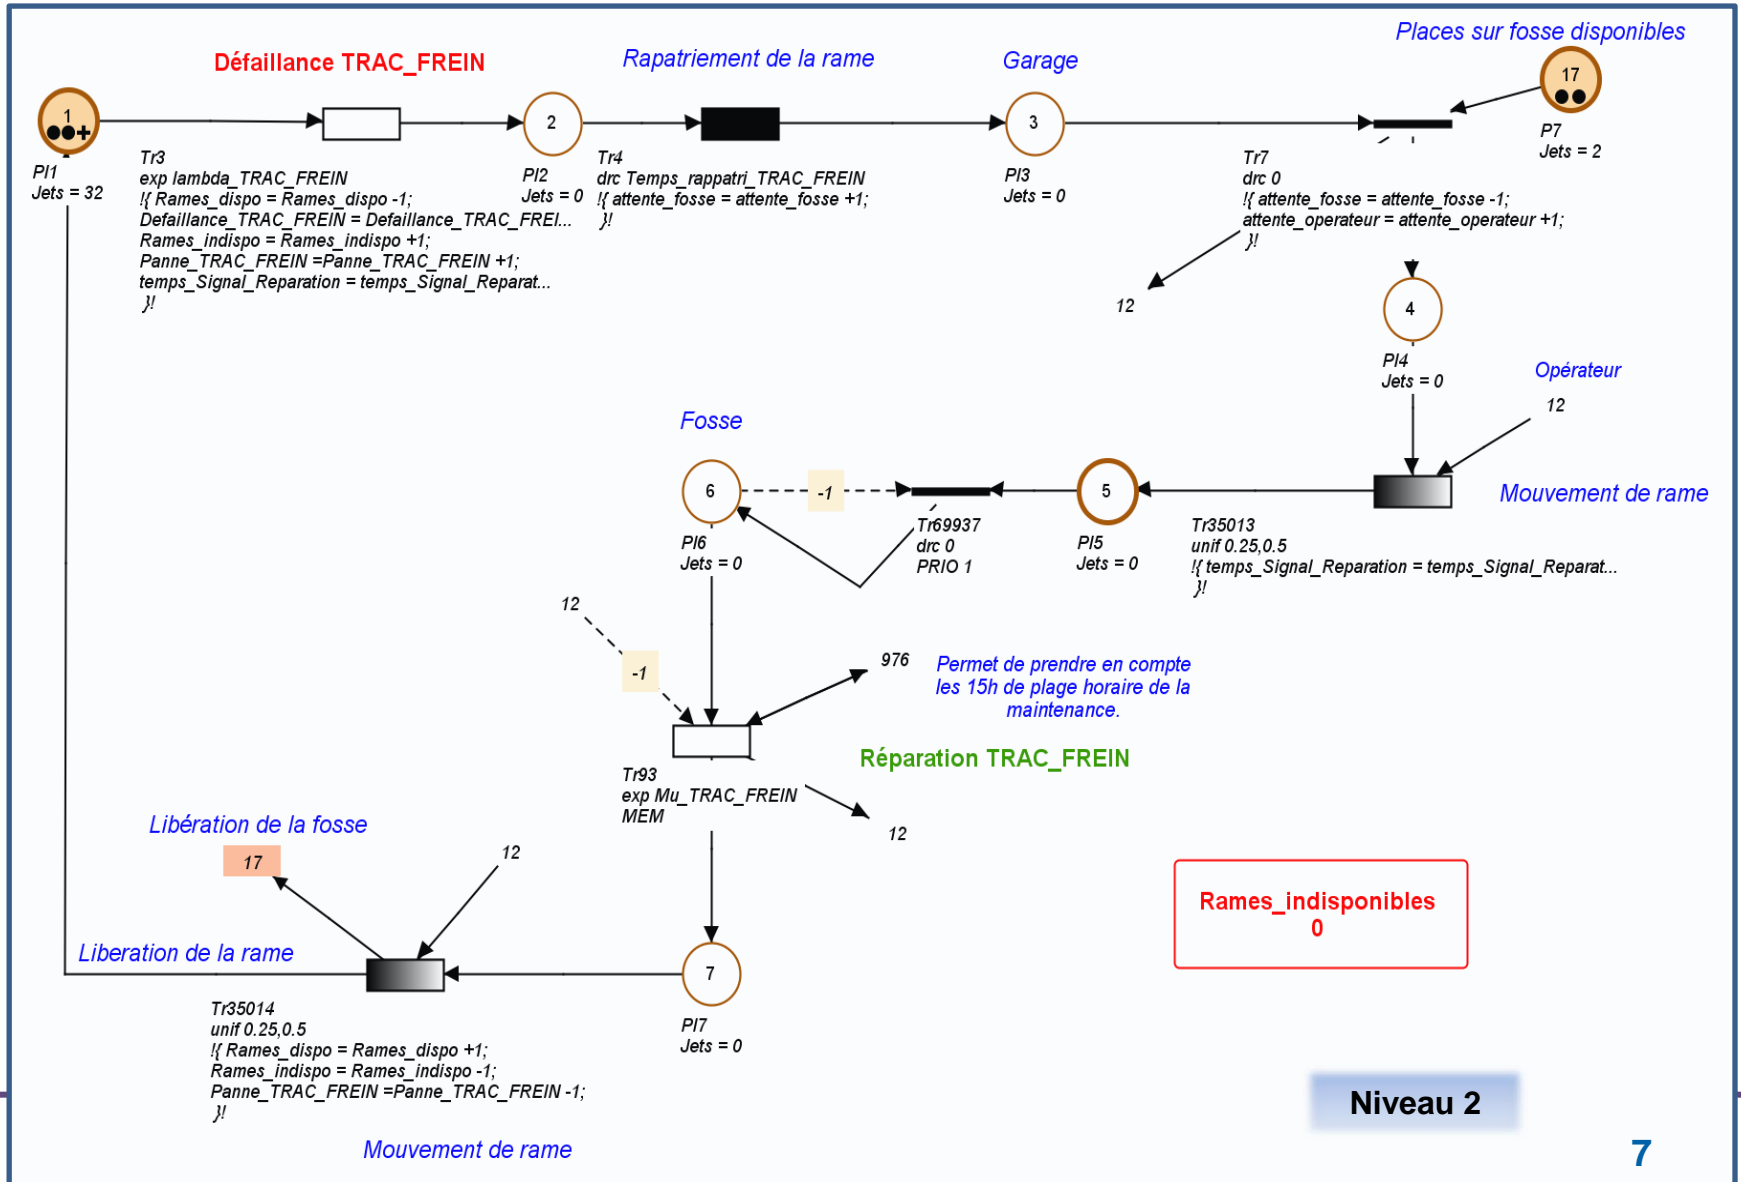 Places sur fosse disponibles
Défaillance TRAC_FREIN
Rapatriement de la rame
Garage
1
2
3
17
Pl1
Jets = 32
Tr3
exp lambda_TRAC_FREIN
!{ Rames_dispo = Rames_dispo -1;
Defaillance_TRAC_FREIN = Defaillance_TRAC_FREI...
Rames_indispo = Rames_indispo +1;
Panne_TRAC_FREIN =Panne_TRAC_FREIN +1;
temps_Signal_Reparation = temps_Signal_Reparat...
}!
Pl2
Jets = 0
Tr4
drc Temps_rappatri_TRAC_FREIN
!{ attente_fosse = attente_fosse +1;
}!
Pl3
Jets = 0
Tr7
drc 0
!{ attente_fosse = attente_fosse -1;
attente_operateur = attente_operateur +1;
}!
P7
Jets = 2
12
4
Pl4
Jets = 0
Opérateur
12
Fosse
6
-1
5
Mouvement de rame
Pl6
Jets = 0
Tr69937
drc 0
PRIO 1
Pl5
Jets = 0
Tr35013
unif 0.25,0.5
!{ temps_Signal_Reparation = temps_Signal_Reparat...
}!
12
-1
976
Permet de prendre en compte
les 15h de plage horaire de la
maintenance.
Réparation TRAC_FREIN
Tr93
exp Mu_TRAC_FREIN
MEM
12
Libération de la fosse
17
12
Rames_indisponibles
0
Liberation de la rame
7
Tr35014
unif 0.25,0.5
!{ Rames_dispo = Rames_dispo +1;
Rames_indispo = Rames_indispo -1;
Panne_TRAC_FREIN =Panne_TRAC_FREIN -1;
}!
Pl7
Jets = 0
Mouvement de rame
Niveau 2
7